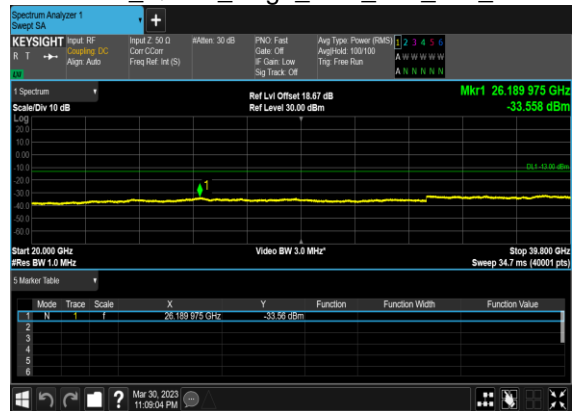 Spectrum Analyzer 1
Swept SA
KEYSIGHT Input: RF Input Z: 50 Ω #Atten: 30 dB PNO: Fast Avg Type: Power (RMS) 1 2 3 4 5 6
R T Coupling: DC Corr CCorr Gate: Off Avg|Hold: 100/100 A W W W W W
Align: Auto Freq Ref: Int (S) IF Gain: Low Trig: Free Run
LW Sig Track: Off A N N N N N
1 Spectrum Ref Lvl Offset 18.67 dB Mkr1 26.189 975 GHz
Scale/Div 10 dB Ref Level 30.00 dBm -33.558 dBm
Log
20.0
10.00
0.00
-10.0 DL1 -13.00 dBm
-20.0
-30.0 1
-40.0
-50.0
-60.0
Start 20.000 GHz Video BW 3.0 MHz* Stop 39.800 GHz
#Res BW 1.0 MHz Sweep 34.7 ms (40001 pts)
5 Marker Table
Mode Trace Scale X Y Function Function Width Function Value
1 N 1 f 26.189 975 GHz -33.56 dBm
2
3
4
5
6
? Mar 30, 2023
11:09:04 PM